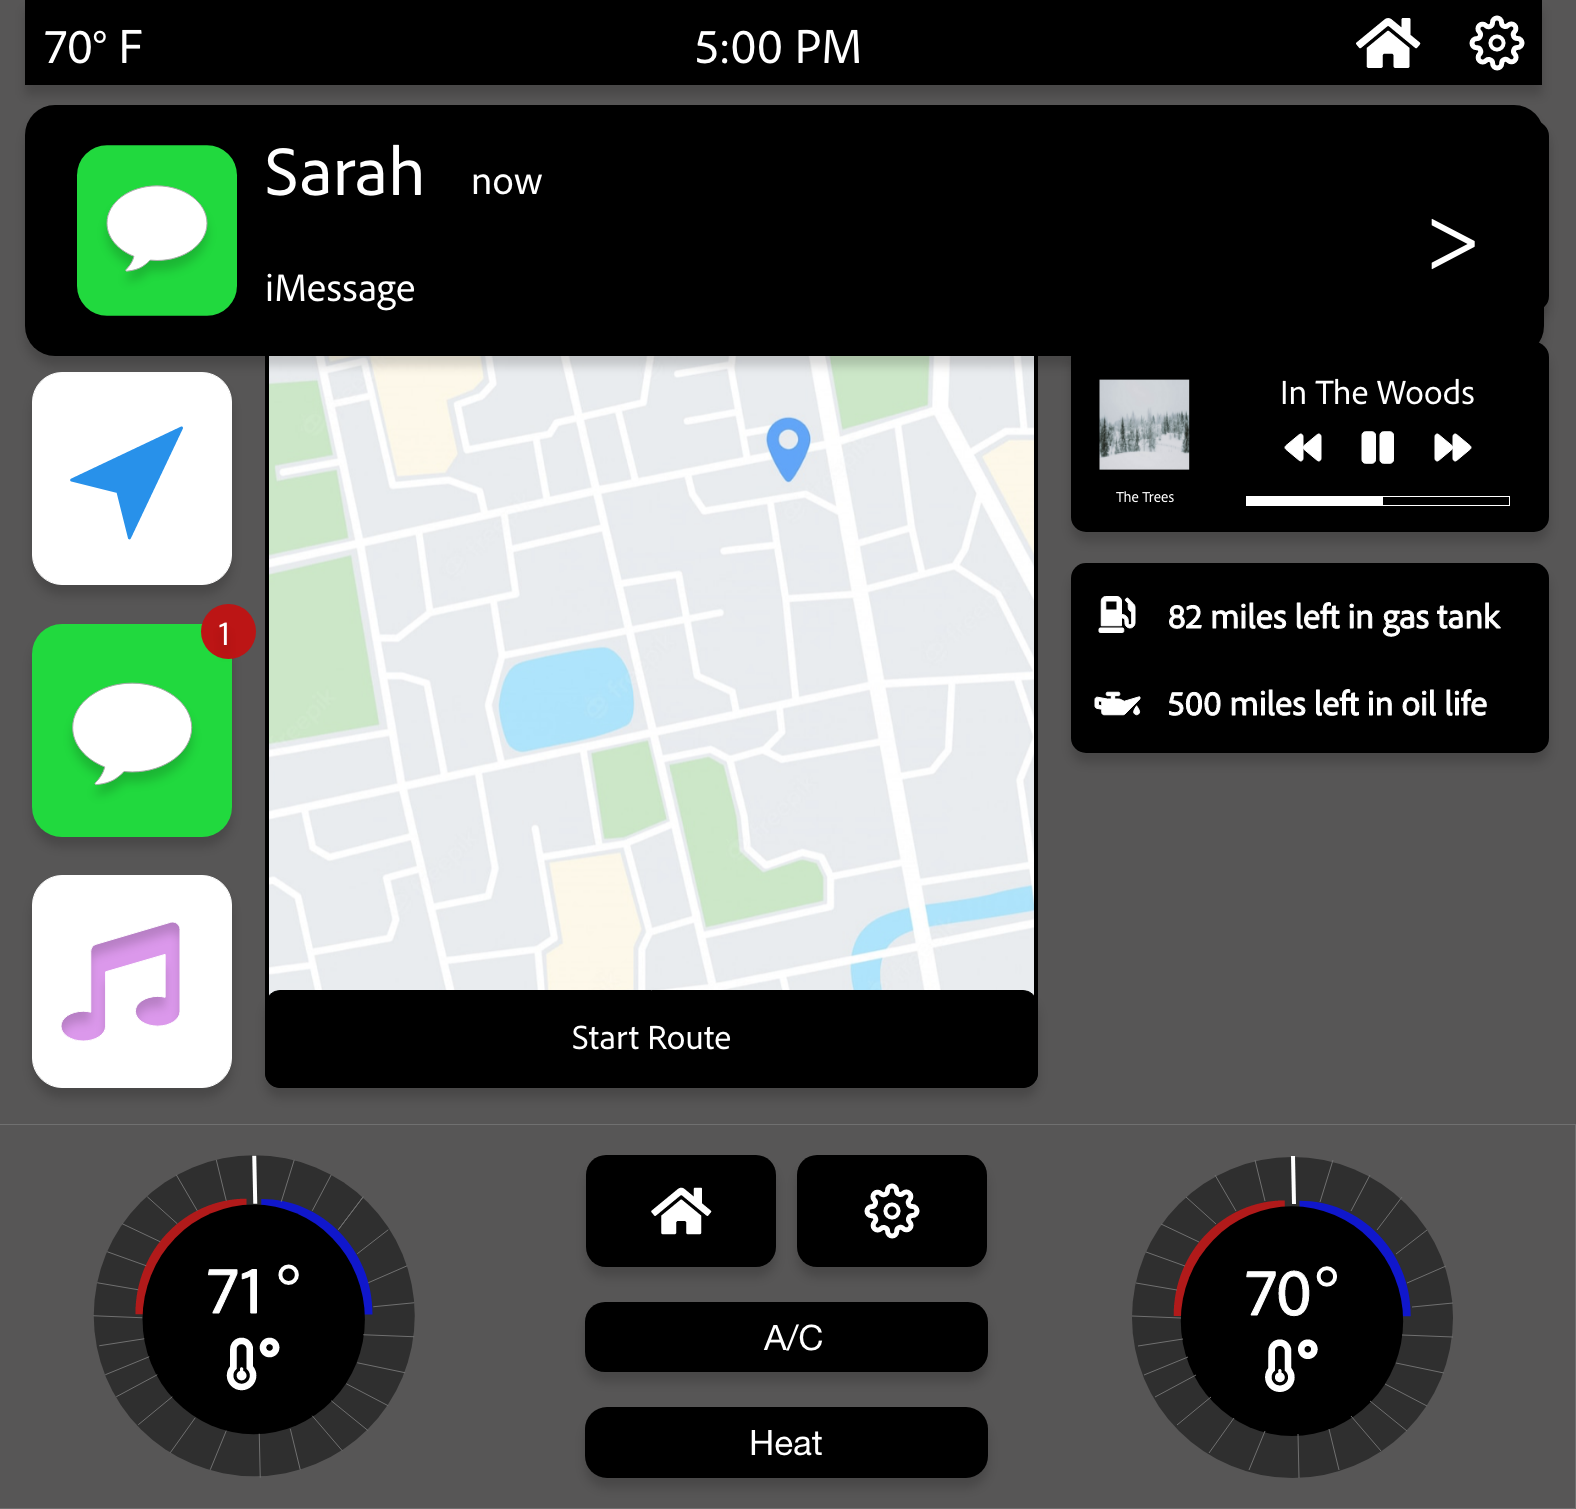 70° F
5:00 PM
Sarah now
iMessage
>
In The Woods
The Trees
82 miles left in gas tank
500 miles left in oil life
1
Start Route
71°
70°
A/C
Heat